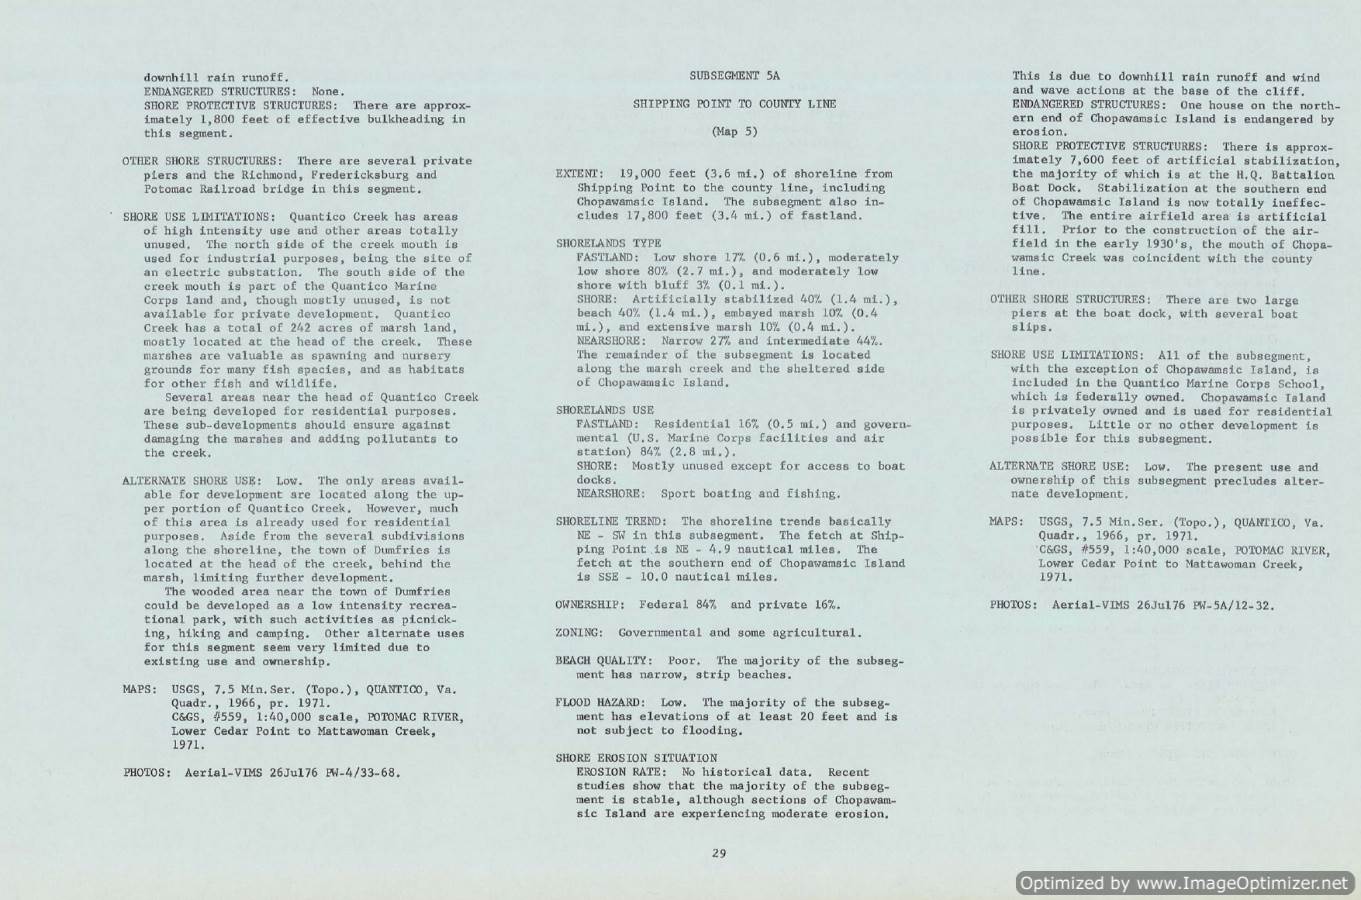 downhill rain runoff.
ENDANGERED STRUCTURES: None.
SHORE PROTECTIVE STRUCTURES: There are approx-
imately 1,800 feet of effective bulkheading in
this segment.

OTHER SHORE STRUCTURES: There are several private
piers and the Richmond, Fredericksburg and
Potomac Railroad bridge in this segment.

SHORE USE LIMITATIONS: Quantico Creek has areas
of high intensity use and other areas totally
unused. The north side of the creek mouth is
used for industrial purposes, being the site of
an electric substation. The south side of the
creek mouth is part of the Quantico Marine
Corps land and, though mostly unused, is not
available for private development. Quantico
Creek has a total of 242 acres of marsh land,
mostly located at the head of the creek. These
marshes are valuable as spawning and nursery
grounds for many fish species, and as habitats
for other fish and wildlife.
Several areas near the head of Quantico Creek
are being developed for residential purposes.
These sub-developments should ensure against
damaging the marshes and adding pollutants to
the creek.

ALTERNATE SHORE USE: Low. The only areas avail-
able for development are located along the up-
per portion of Quantico Creek. However, much
of this area is already used for residential
purposes. Aside from the several subdivisions
along the shoreline, the town of Dumfries is
located at the head of the creek, behind the
marsh, limiting further development.
The wooded area near the town of Dumfries
could be developed as a low intensity recrea-
tional park, with such activities as picnick-
ing, hiking and camping. Other alternate uses
for this segment seem very limited due to
existing use and ownership.

MAPS: USGS, 7.5 Min.Ser. (Topo.), QUANTICO, Va.
Quadr., 1966, pr. 1971.
C&GS, #559, 1:40,000 scale, POTOMAC RIVER,
Lower Cedar Point to Mattawoman Creek,
1971.

PHOTOS: Aerial-VIMS 26Jul76 PW-4/33-68.

SUBSEGMENT 5A

SHIPPING POINT TO COUNTY LINE

(Map 5)

EXTENT: 19,000 feet (3.6 mi.) of shoreline from
Shipping Point to the county line, including
Chopawamsic Island. The subsegment also in-
cludes 17,800 feet (3.4 mi.) of fastland.

SHORELANDS TYPE
FASTLAND: Low shore 17% (0.6 mi.), moderately
low shore 80% (2.7 mi.), and moderately low
shore with bluff 3% (0.1 mi.).
SHORE: Artificially stabilized 40% (1.4 mi.),
beach 40% (1.4 mi.), embayed marsh 10% (0.4
mi.), and extensive marsh 10% (0.4 mi.).
NEARSHORE: Narrow 27% and intermediate 44%.
The remainder of the subsegment is located
along the marsh creek and the sheltered side
of Chopawamsic Island.

SHORELANDS USE
FASTLAND: Residential 16% (0.5 mi.) and govern-
mental (U.S. Marine Corps facilities and air
station) 84% (2.8 mi.).
SHORE: Mostly unused except for access to boat
docks.
NEARSHORE: Sport boating and fishing.

SHORELINE TREND: The shoreline trends basically
NE - SW in this subsegment. The fetch at Ship-
ping Point is NE - 4.9 nautical miles. The
fetch at the southern end of Chopawamsic Island
is SSE - 10.0 nautical miles.

OWNERSHIP: Federal 84% and private 16%.

ZONING: Governmental and some agricultural.

BEACH QUALITY: Poor. The majority of the subseg-
ment has narrow, strip beaches.

FLOOD HAZARD: Low. The majority of the subseg-
ment has elevations of at least 20 feet and is
not subject to flooding.

SHORE EROSION SITUATION
EROSION RATE: No historical data. Recent
studies show that the majority of the subseg-
ment is stable, although sections of Chopawam-
sic Island are experiencing moderate erosion.

This is due to downhill rain runoff and wind
and wave actions at the base of the cliff.
ENDANGERED STRUCTURES: One house on the north-
ern end of Chopawamsic Island is endangered by
erosion.
SHORE PROTECTIVE STRUCTURES: There is approx-
imately 7,600 feet of artificial stabilization,
the majority of which is at the H.Q. Battalion
Boat Dock. Stabilization at the southern end
of Chopawamsic Island is now totally ineffec-
tive. The entire airfield area is artificial
fill. Prior to the construction of the air-
field in the early 1930's, the mouth of Chopa-
wamsic Creek was coincident with the county
line.

OTHER SHORE STRUCTURES: There are two large
piers at the boat dock, with several boat
slips.

SHORE USE LIMITATIONS: All of the subsegment,
with the exception of Chopawamsic Island, is
included in the Quantico Marine Corps School,
which is federally owned. Chopawamsic Island
is privately owned and is used for residential
purposes. Little or no other development is
possible for this subsegment.

ALTERNATE SHORE USE: Low. The present use and
ownership of this subsegment precludes alter-
nate development.

MAPS: USGS, 7.5 Min.Ser. (Topo.), QUANTICO, Va.
Quadr., 1966, pr. 1971.
C&GS, #559, 1:40,000 scale, POTOMAC RIVER,
Lower Cedar Point to Mattawoman Creek,
1971.

PHOTOS: Aerial-VIMS 26Jul76 PW-5A/12-32.

29

Optimized by www.ImageOptimizer.net